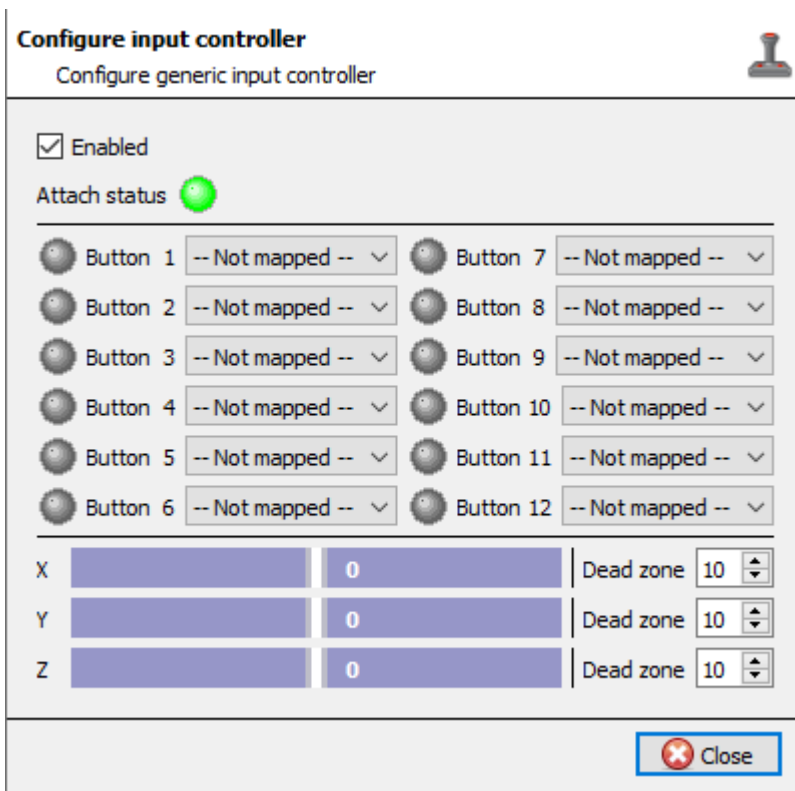 Configure input controller
Configure generic input controller
Enabled
Attach status
Button 1 -- Not mapped -- Button 7 -- Not mapped --
Button 2 -- Not mapped -- Button 8 -- Not mapped --
Button 3 -- Not mapped -- Button 9 -- Not mapped --
Button 4 -- Not mapped -- Button 10 -- Not mapped --
Button 5 -- Not mapped -- Button 11 -- Not mapped --
Button 6 -- Not mapped -- Button 12 -- Not mapped --
X 0 Dead zone 10
Y 0 Dead zone 10
Z 0 Dead zone 10
Close